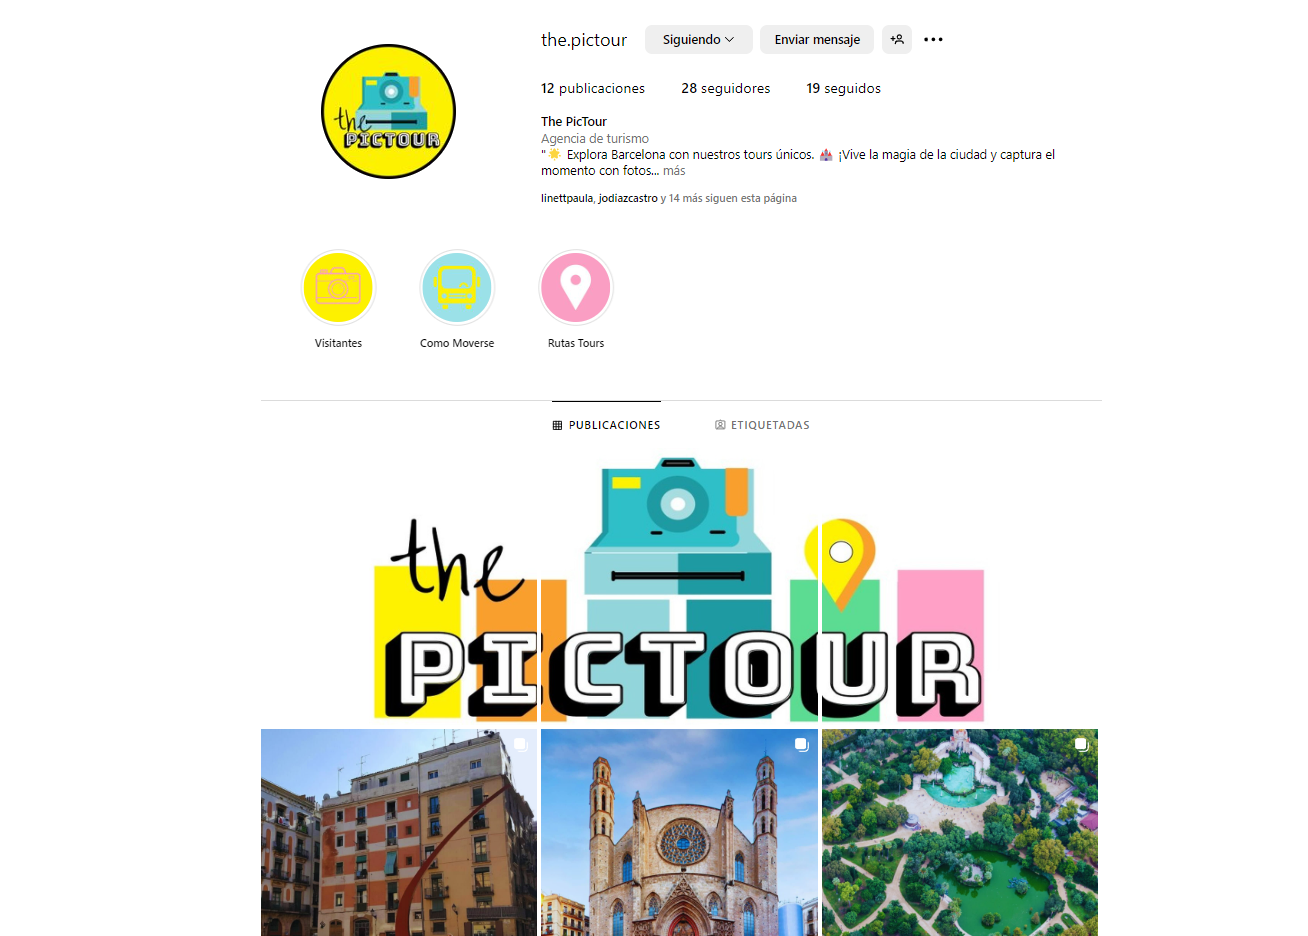 the.pictour Siguiendo Enviar mensaje
12 publicaciones 28 seguidores 19 seguidos
The PicTour
Agencia de turismo
"☀️ Explora Barcelona con nuestros tours únicos. 🏰 ¡Vive la magia de la ciudad y captura el
momento con fotos... más
linettpaula, jodiazcastro y 14 más siguen esta página
the
PICTOUR
Visitantes Como Moverse Rutas Tours
PUBLICACIONES ETIQUETADAS
the
PICTOUR